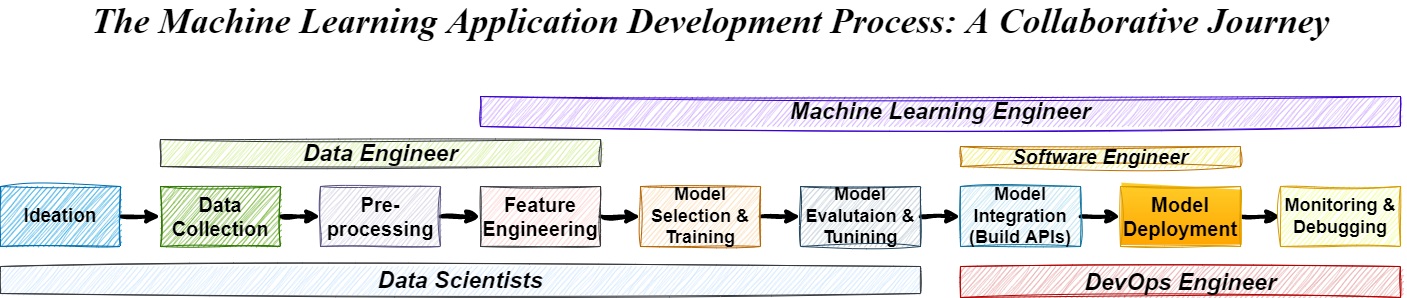 The Machine Learning Application Development Process: A Collaborative Journey
Machine Learning Engineer
Data Engineer
Software Engineer
Ideation
Data
Collection
Pre-
processing
Feature
Engineering
Model
Selection &
Training
Model
Evalutaion &
Tunining
Model
Integration
(Build APIs)
Model
Deployment
Monitoring &
Debugging
Data Scientists
DevOps Engineer